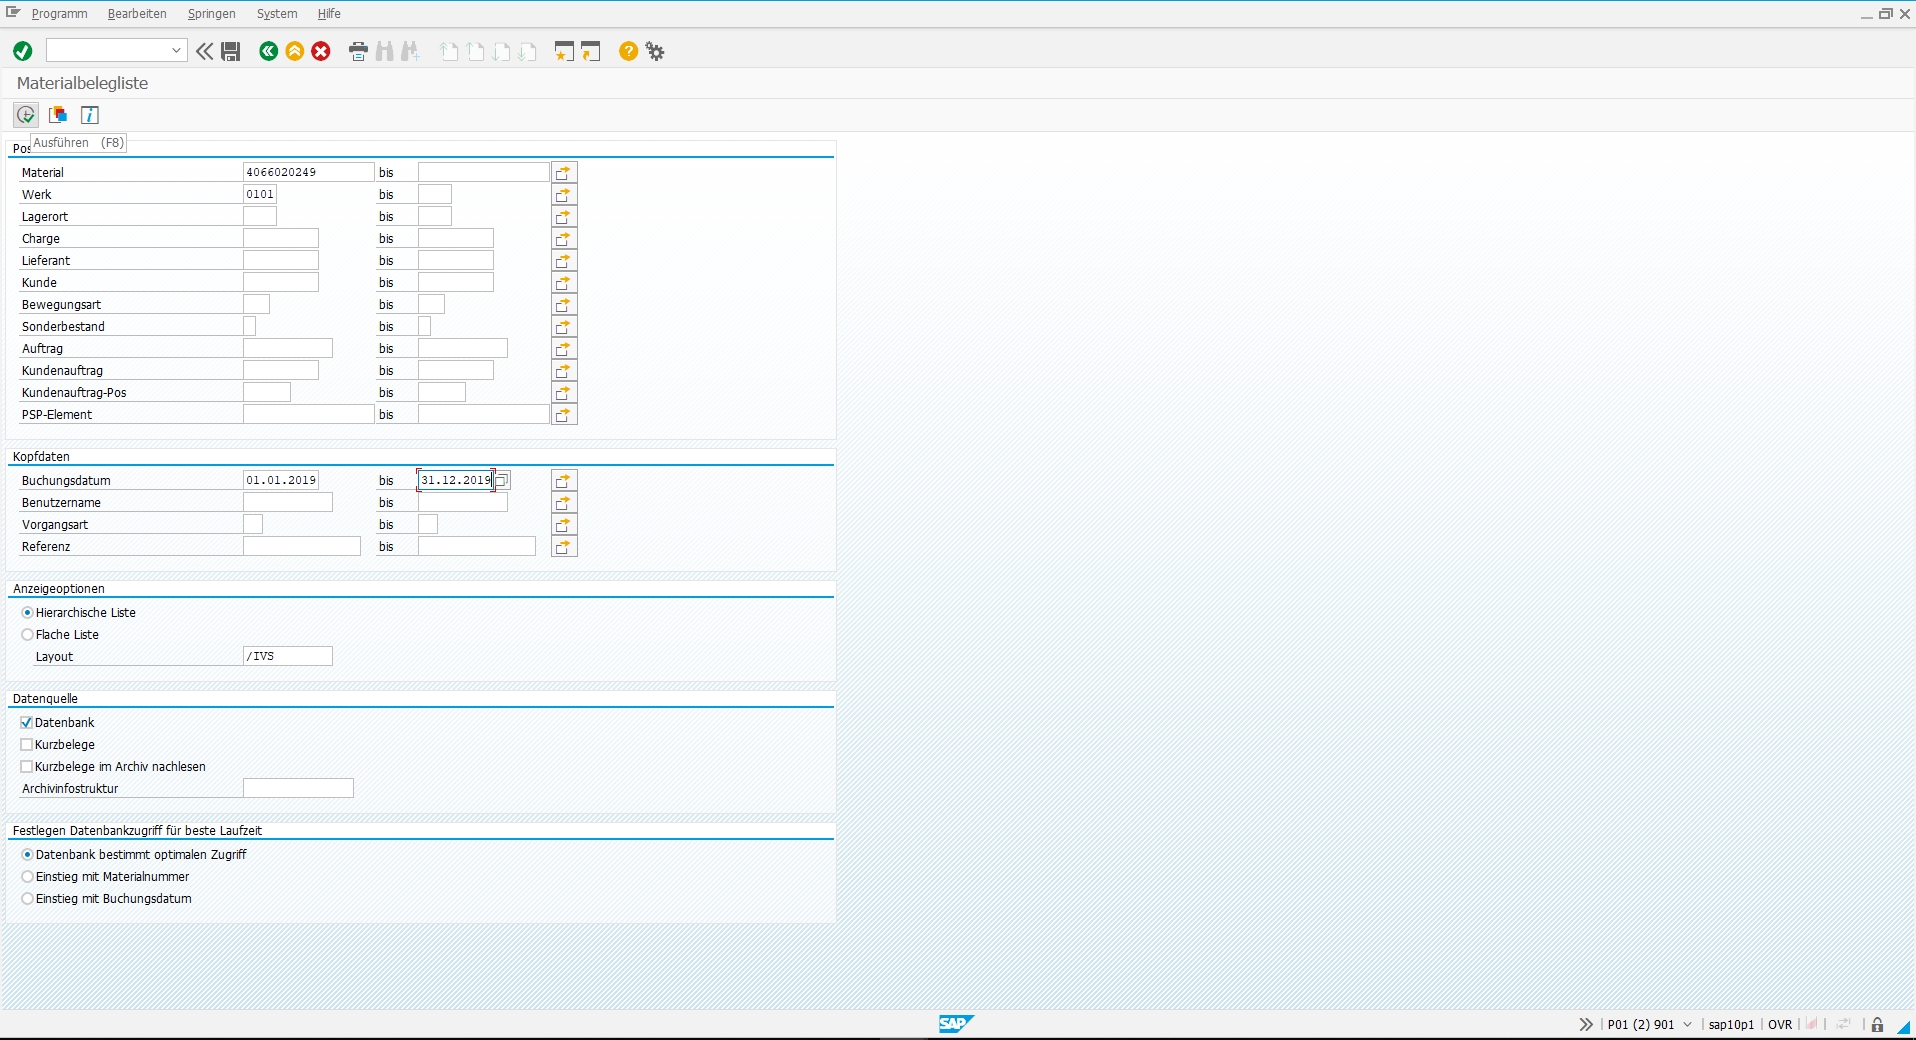 Programm Bearbeiten Springen System Hilfe
Materialbelegliste
Ausführen (F8)
Pos
Material 4066020249 bis
Werk 0101 bis
Lagerort bis
Charge bis
Lieferant bis
Kunde bis
Bewegungsart bis
Sonderbestand bis
Auftrag bis
Kundenauftrag bis
Kundenauftrag-Pos bis
PSP-Element bis
Kopfdaten
Buchungsdatum 01.01.2019 bis 31.12.2019
Benutzername bis
Vorgangsart bis
Referenz bis
Anzeigeoptionen
Hierarchische Liste
Flache Liste
Layout /IVS
Datenquelle
Datenbank
Kurzbelege
Kurzbelege im Archiv nachlesen
Archivinfostruktur
Festlegen Datenbankzugriff für beste Laufzeit
Datenbank bestimmt optimalen Zugriff
Einstieg mit Materialnummer
Einstieg mit Buchungsdatum
SAP P01 (2) 901 sap10p1 OVR